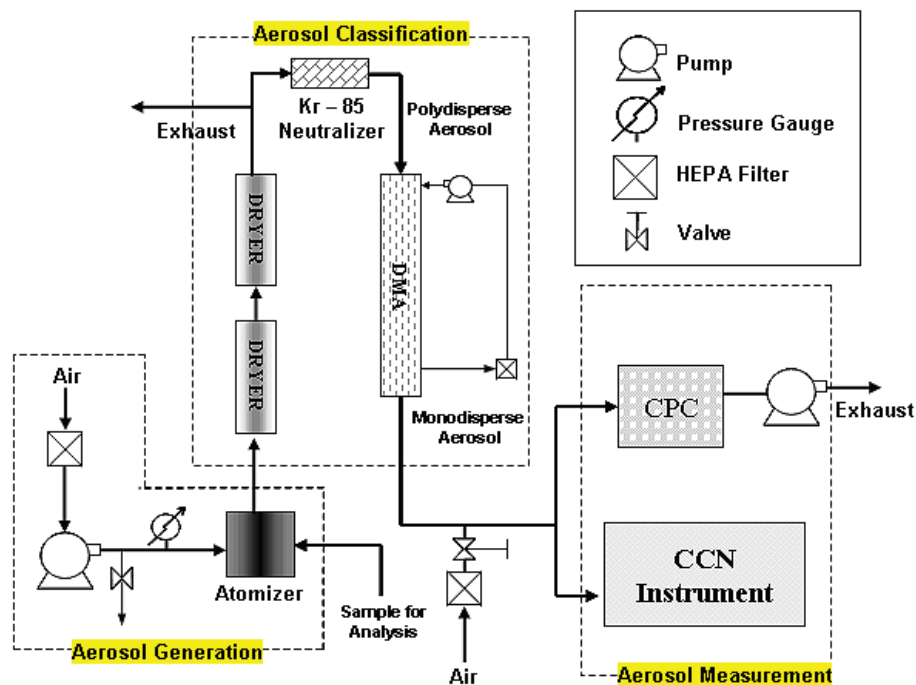 Aerosol Classification
Kr – 85
Neutralizer
Exhaust
Polydisperse
Aerosol
DRYER
DRYER
DMA
Monodisperse
Aerosol
Pump
Pressure Gauge
HEPA Filter
Valve
Air
Atomizer
Sample for
Analysis
Aerosol Generation
Air
CPC
Exhaust
CCN
Instrument
Aerosol Measurement